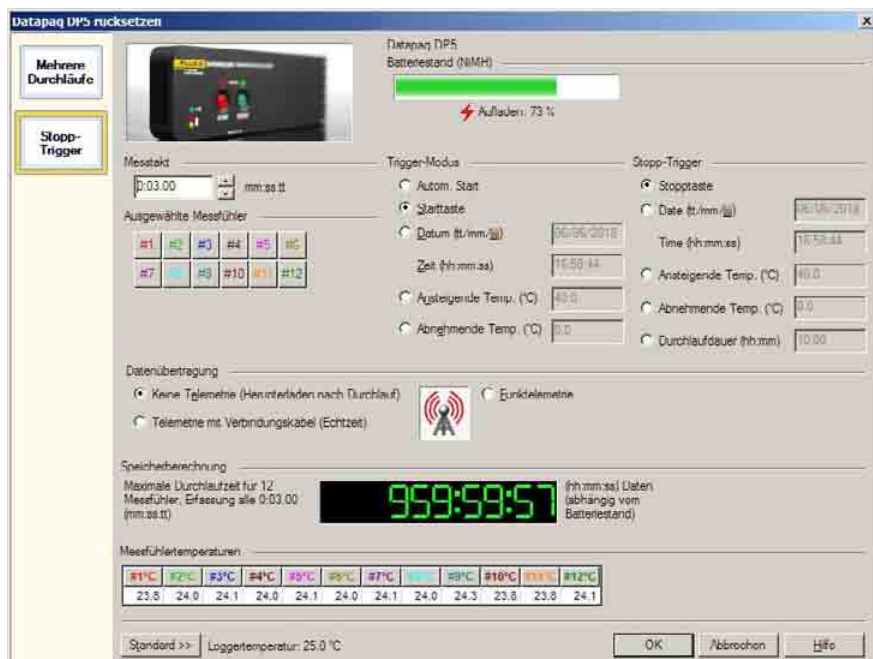 Datapaq DP5 rücksetzen
Mehrere
Durchläufe
Stopp-
Trigger
FLUKE
Datapaq DP5
Batteriestand (NiMH)
Aufladen: 73 %
Messtakt
0:03.00 mm:ss.tt
Ausgewählte Messfühler
#1 #2 #3 #4 #5 #6
#7 #8 #9 #10 #11 #12
Trigger-Modus
Autom. Start
Starttaste
Datum (tt/mm/jjjj) 06/06/2018
Zeit (hh:mm:ss) 16:58:44
Ansteigende Temp. (°C) 40.0
Abnehmende Temp. (°C) 0.0
Stopp-Trigger
Stopptaste
Date (tt/mm/jjjj) 06/06/2018
Time (hh:mm:ss) 16:58:44
Ansteigende Temp. (°C) 40.0
Abnehmende Temp. (°C) 0.0
Durchlaufdauer (hh:mm) 10:00
Datenübertragung
Keine Telemetrie (Herunterladen nach Durchlauf)
Funktelemetrie
Telemetrie mit Verbindungskabel (Echtzeit)
Speicherberechnung
Maximale Durchlaufzeit für 12
Messfühler, Erfassung alle 0:03.00
(mm:ss.tt)
959:59:57
(hh:mm:ss) Daten
(abhängig vom
Batteriestand)
Messfühlertemperaturen
#1°C #2°C #3°C #4°C #5°C #6°C #7°C #8°C #9°C #10°C #11°C #12°C
23.8 24.0 24.1 24.0 24.1 24.0 24.1 24.0 24.3 23.8 23.8 24.1
Standard >> Loggertemperatur: 25.0 °C
OK Abbrechen Hilfe